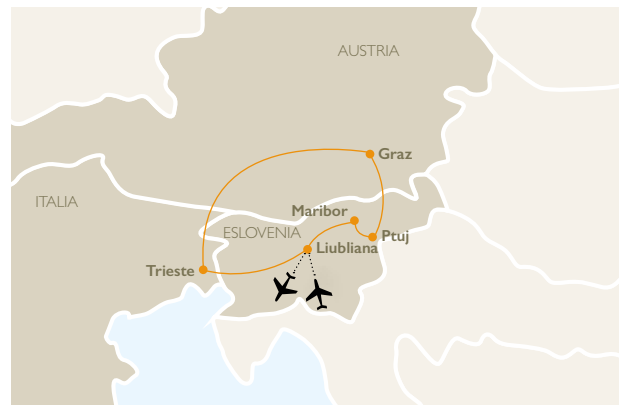 AUSTRIA
Graz
ITALIA
Maribor
ESLOVENIA
Ptuj
Liubliana
Trieste